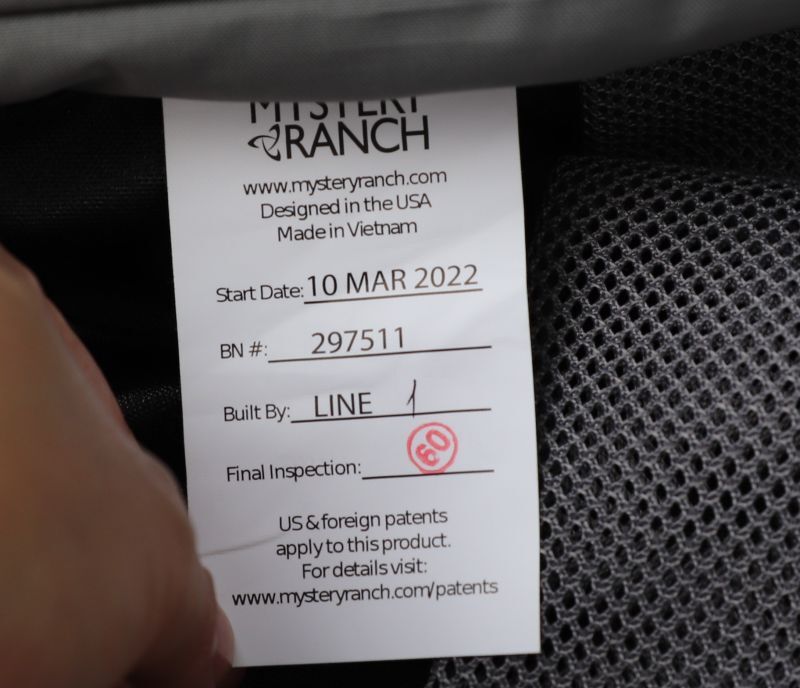 MYSTERY
RANCH
www.mysteryranch.com
Designed in the USA
Made in Vietnam
Start Date: 10 MAR 2022
BN #: 297511
Built By: LINE 1
Final Inspection:
US & foreign patents
apply to this product.
For details visit:
www.mysteryranch.com/patents